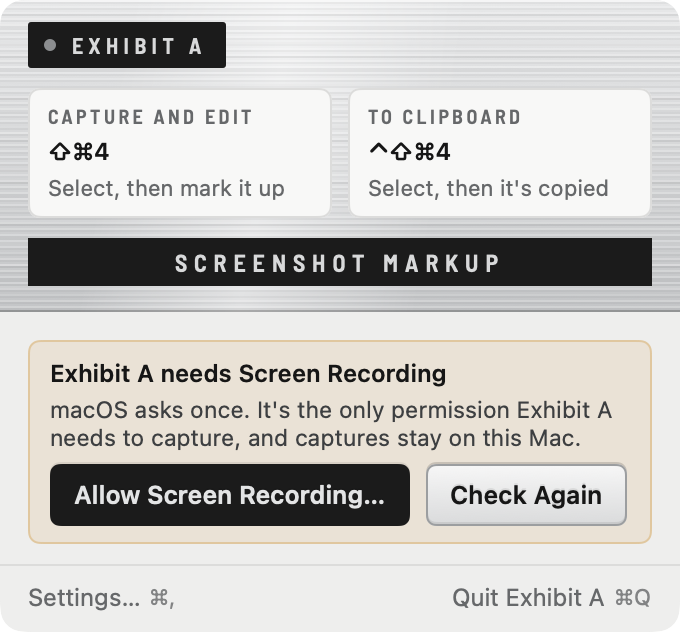 EXHIBIT A
CAPTURE AND EDIT
⇧⌘4
Select, then mark it up
TO CLIPBOARD
^⇧⌘4
Select, then it's copied
SCREENSHOT MARKUP
Exhibit A needs Screen Recording
macOS asks once. It's the only permission Exhibit A
needs to capture, and captures stay on this Mac.
Allow Screen Recording...
Check Again
Settings... ⌘,
Quit Exhibit A ⌘Q